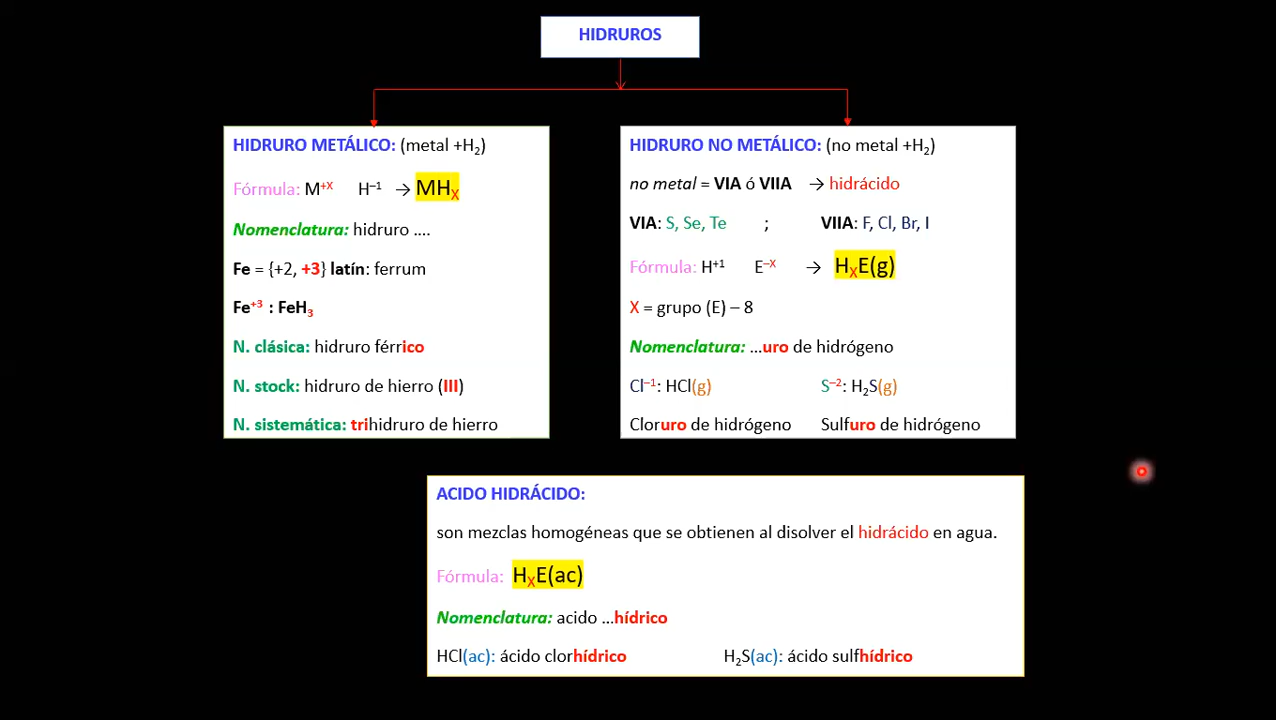 HIDRUROS
HIDRURO METÁLICO: (metal +H₂)
Fórmula: M⁺ˣ H⁻¹ → MHₓ
Nomenclatura: hidruro ....
Fe = {+2, +3} latín: ferrum
Fe⁺³ : FeH₃
N. clásica: hidruro férrico
N. stock: hidruro de hierro (III)
N. sistemática: trihidruro de hierro
HIDRURO NO METÁLICO: (no metal +H₂)
no metal = VIA ó VIIA → hidrácido
VIA: S, Se, Te ; VIIA: F, Cl, Br, I
Fórmula: H⁺¹ E⁻ˣ → HₓE(g)
X = grupo (E) – 8
Nomenclatura: ...uro de hidrógeno
Cl⁻¹: HCl(g) S⁻²: H₂S(g)
Cloruro de hidrógeno Sulfuro de hidrógeno
ACIDO HIDRÁCIDO:
son mezclas homogéneas que se obtienen al disolver el hidrácido en agua.
Fórmula: HₓE(ac)
Nomenclatura: acido ...hídrico
HCl(ac): ácido clorhídrico H₂S(ac): ácido sulfhídrico